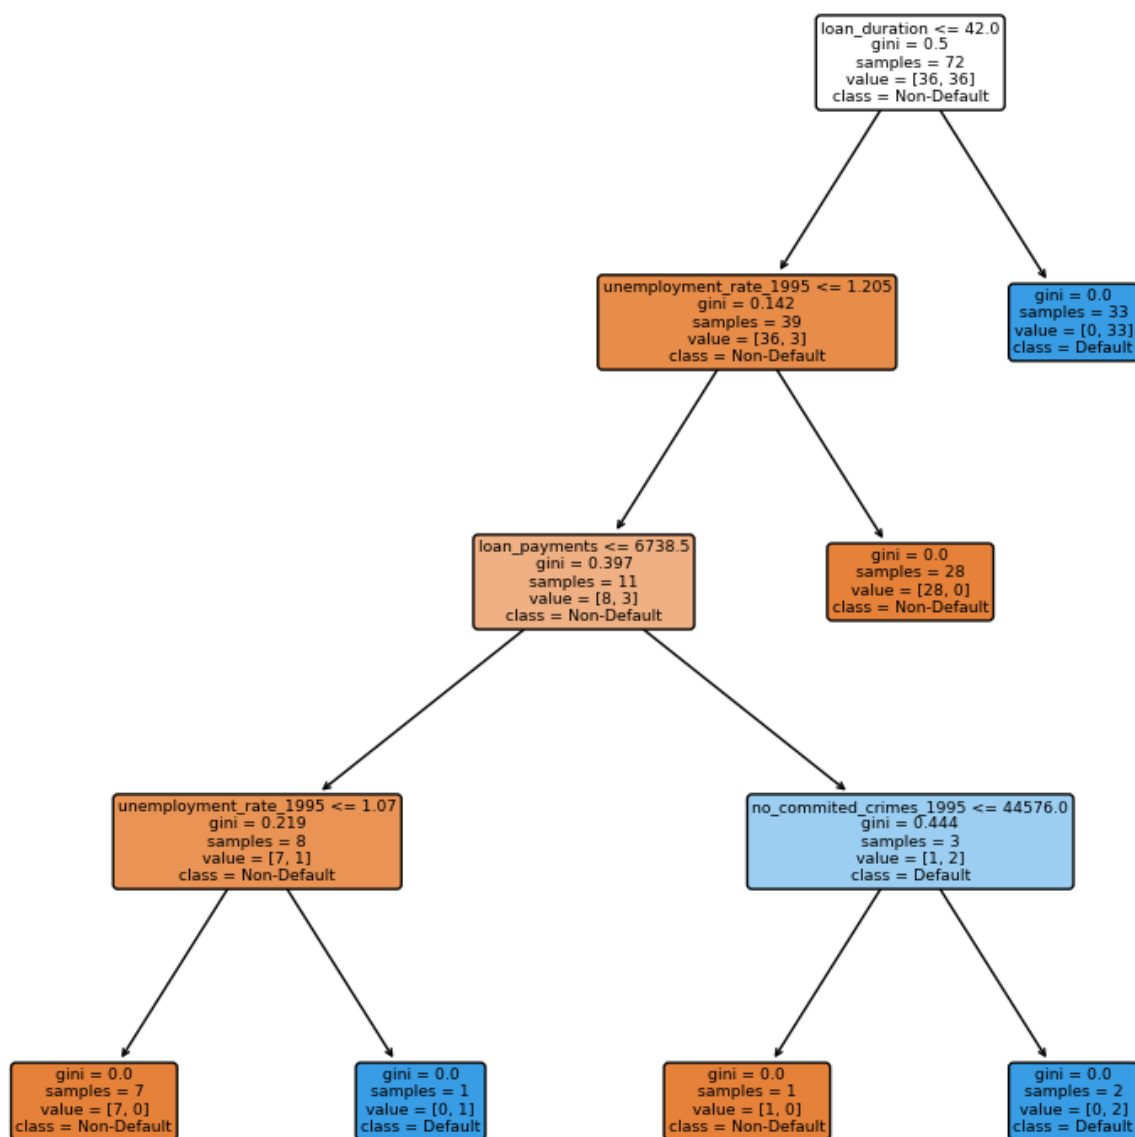 loan_duration <= 42.0
gini = 0.5
samples = 72
value = [36, 36]
class = Non-Default
unemployment_rate_1995 <= 1.205
gini = 0.142
samples = 39
value = [36, 3]
class = Non-Default
gini = 0.0
samples = 33
value = [0, 33]
class = Default
loan_payments <= 6738.5
gini = 0.397
samples = 11
value = [8, 3]
class = Non-Default
gini = 0.0
samples = 28
value = [28, 0]
class = Non-Default
unemployment_rate_1995 <= 1.07
gini = 0.219
samples = 8
value = [7, 1]
class = Non-Default
no_commited_crimes_1995 <= 44576.0
gini = 0.444
samples = 3
value = [1, 2]
class = Default
gini = 0.0
samples = 7
value = [7, 0]
class = Non-Default
gini = 0.0
samples = 1
value = [0, 1]
class = Default
gini = 0.0
samples = 1
value = [1, 0]
class = Non-Default
gini = 0.0
samples = 2
value = [0, 2]
class = Default